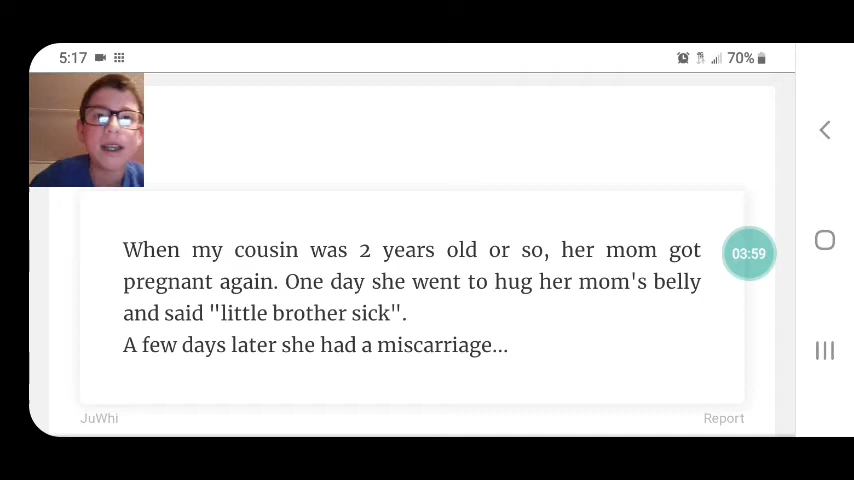 5:17
70%
When my cousin was 2 years old or so, her mom got
pregnant again. One day she went to hug her mom's belly
and said "little brother sick".
A few days later she had a miscarriage...
03:59
JuWhi
Report